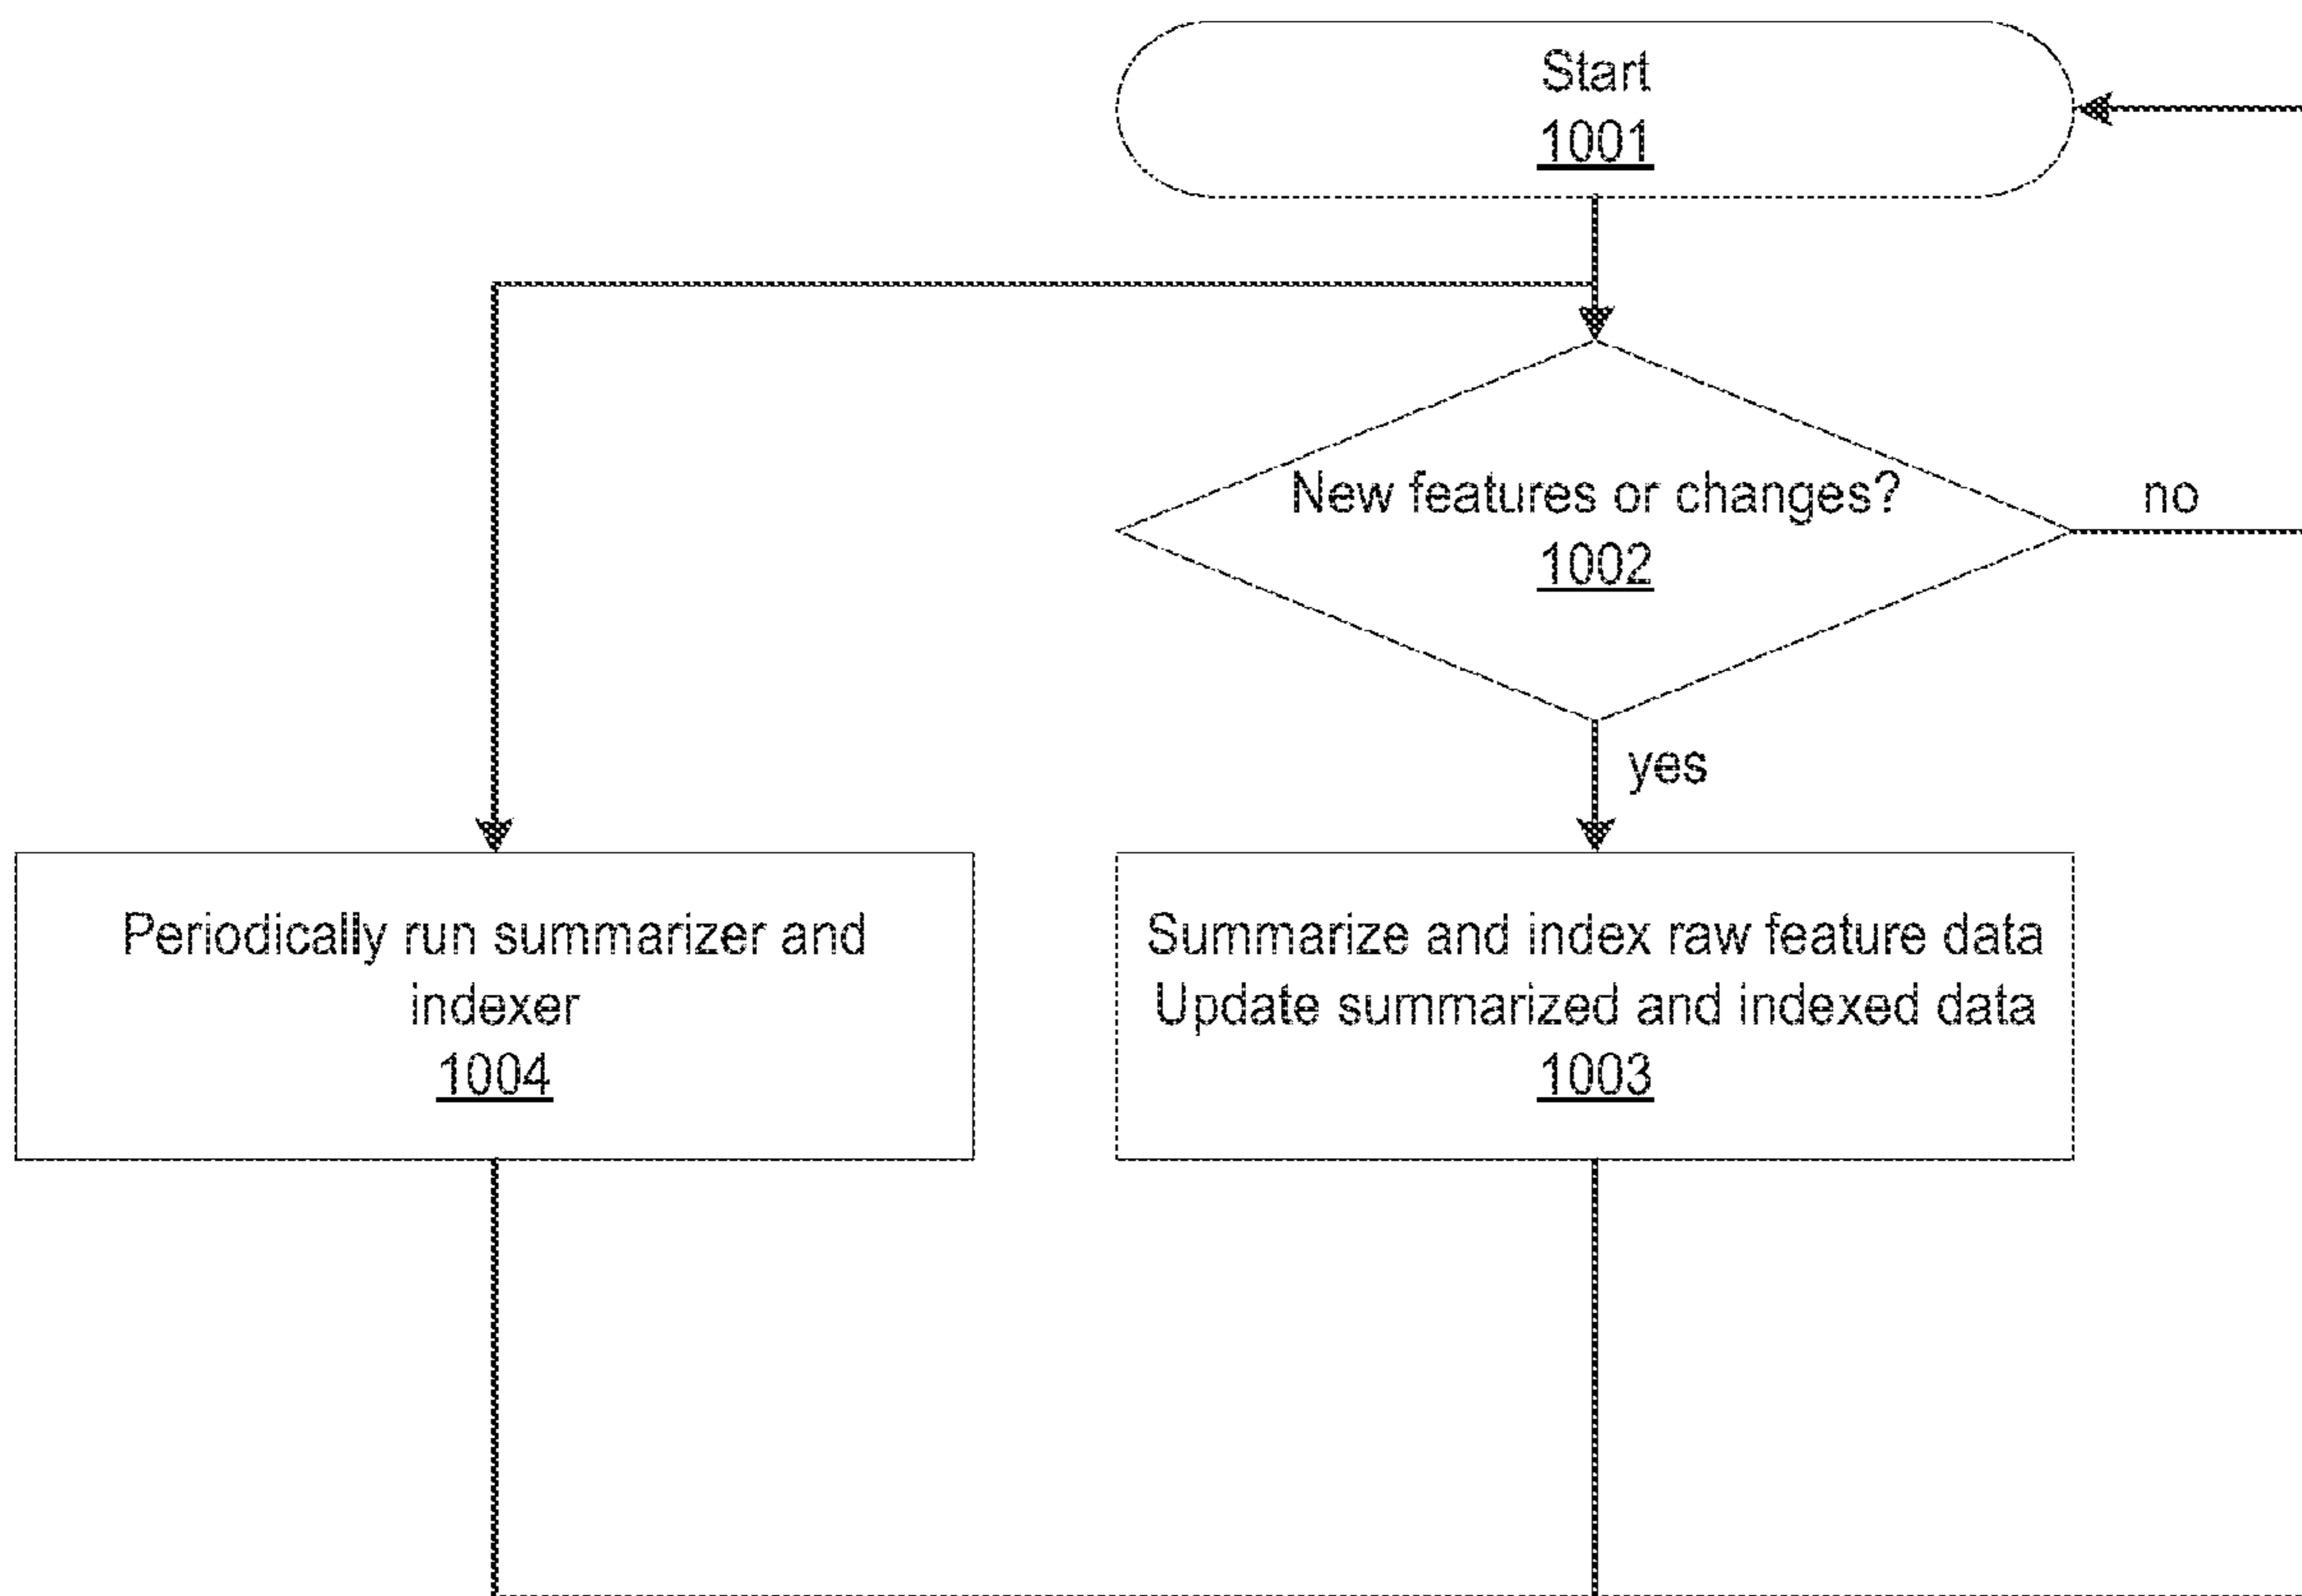 Start
1001
New features or changes?
1002
no
yes
Periodically run summarizer and
indexer
1004
Summarize and index raw feature data
Update summarized and indexed data
1003